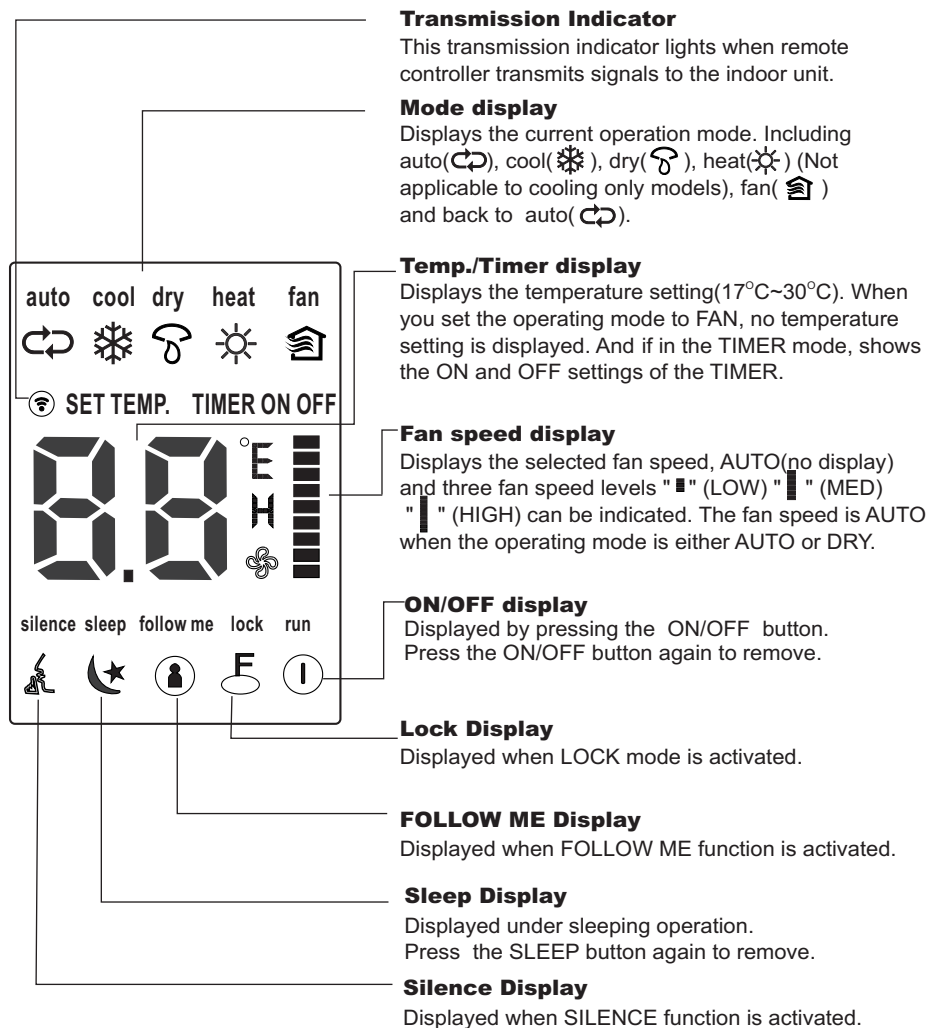 Transmission Indicator
This transmission indicator lights when remote
controller transmits signals to the indoor unit.
Mode display
Displays the current operation mode. Including
auto( ), cool( ), dry( ), heat( ) (Not
applicable to cooling only models), fan( )
and back to auto( ).
Temp./Timer display
Displays the temperature setting(17°C~30°C). When
you set the operating mode to FAN, no temperature
setting is displayed. And if in the TIMER mode, shows
the ON and OFF settings of the TIMER.
Fan speed display
Displays the selected fan speed, AUTO(no display)
and three fan speed levels " " (LOW) " " (MED)
" " (HIGH) can be indicated. The fan speed is AUTO
when the operating mode is either AUTO or DRY.
ON/OFF display
Displayed by pressing the ON/OFF button.
Press the ON/OFF button again to remove.
Lock Display
Displayed when LOCK mode is activated.
FOLLOW ME Display
Displayed when FOLLOW ME function is activated.
Sleep Display
Displayed under sleeping operation.
Press the SLEEP button again to remove.
Silence Display
Displayed when SILENCE function is activated.
auto cool dry heat fan
SET TEMP. TIMER ON OFF
8.8 °E
H
silence sleep follow me lock run